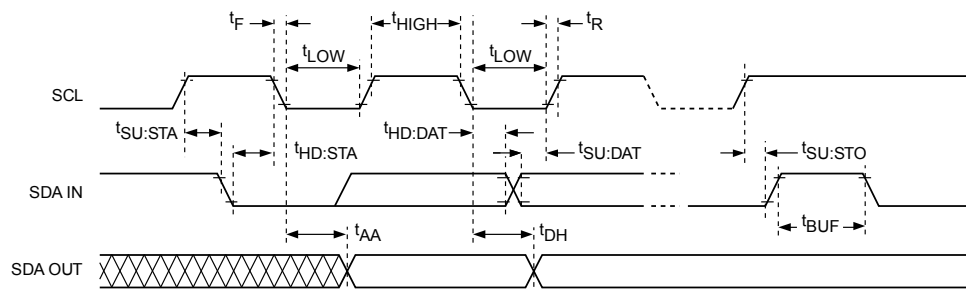 tF tHIGH tR
tLOW tLOW
SCL
tSU:STA tHD:STA tHD:DAT tSU:DAT tSU:STO
SDA IN
tAA tDH tBUF
SDA OUT